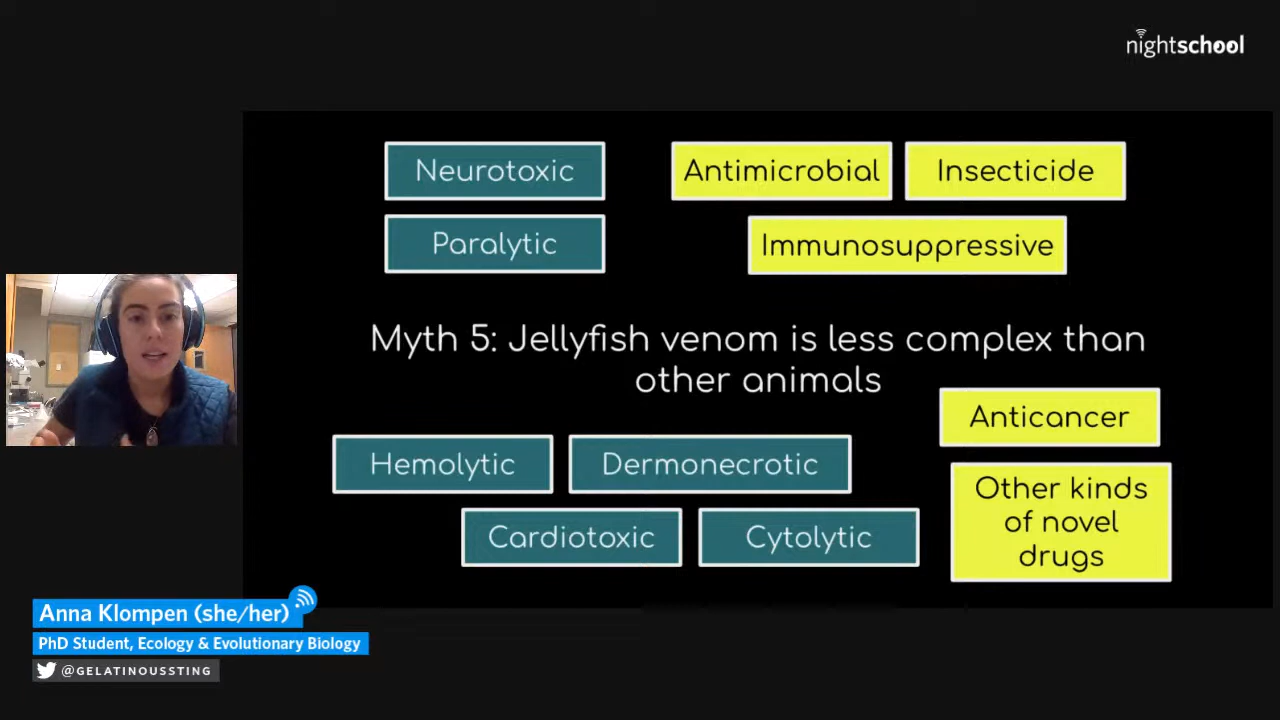 nightschool
Neurotoxic
Antimicrobial
Insecticide
Paralytic
Immunosuppressive
Myth 5: Jellyfish venom is less complex than
other animals
Anticancer
Hemolytic
Dermonecrotic
Other kinds
of novel
drugs
Cardiotoxic
Cytolytic
Anna Klompen (she/her)
PhD Student, Ecology & Evolutionary Biology
@GELATINOUSSTING